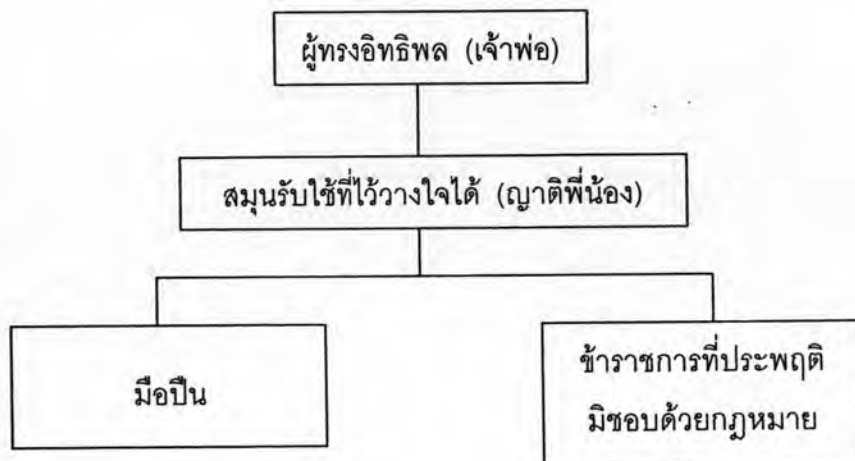 ผู้ทรงอิทธิพล (เจ้าพ่อ)
สมุนรับใช้ที่ไว้วางใจได้ (ญาติพี่น้อง)
มือปืน
ข้าราชการที่ประพฤติ
มิชอบด้วยกฎหมาย